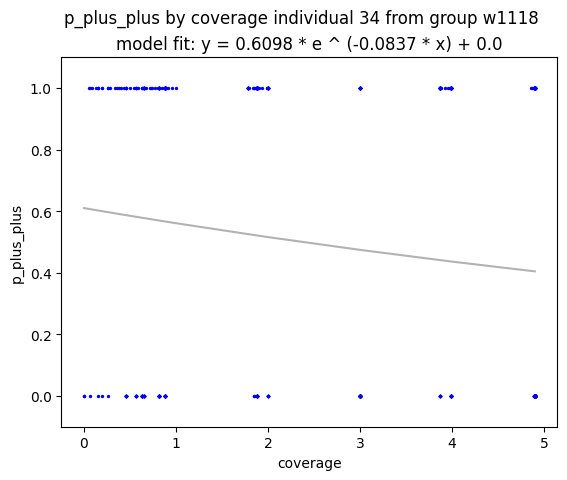 p_plus_plus by coverage individual 34 from group w1118
model fit: y = 0.6098 * e ^ (-0.0837 * x) + 0.0
1.0
0.8
0.6
0.4
0.2
0.0
p_plus_plus
0 1 2 3 4 5
coverage